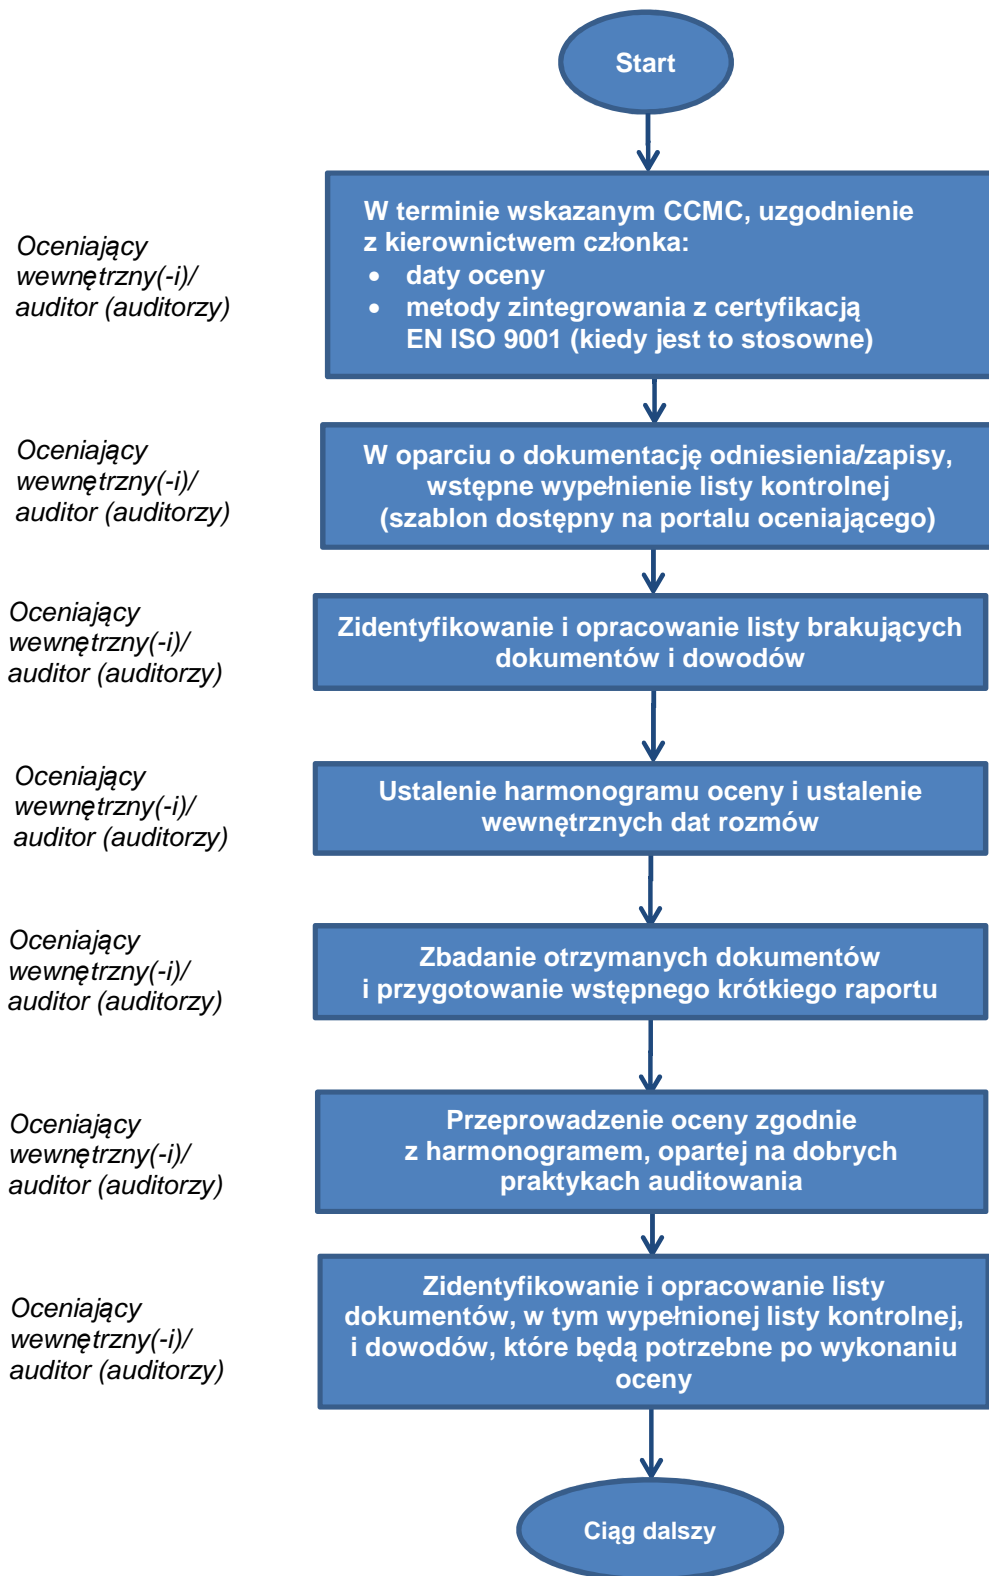 Start
Oceniający
wewnętrzny(-i)/
auditor (auditorzy)
W terminie wskazanym CCMC, uzgodnienie
z kierownictwem członka:
• daty oceny
• metody zintegrowania z certyfikacją
EN ISO 9001 (kiedy jest to stosowne)
Oceniający
wewnętrzny(-i)/
auditor (auditorzy)
W oparciu o dokumentację odniesienia/zapisy,
wstępne wypełnienie listy kontrolnej
(szablon dostępny na portalu oceniającego)
Oceniający
wewnętrzny(-i)/
auditor (auditorzy)
Zidentyfikowanie i opracowanie listy brakujących
dokumentów i dowodów
Oceniający
wewnętrzny(-i)/
auditor (auditorzy)
Ustalenie harmonogramu oceny i ustalenie
wewnętrznych dat rozmów
Oceniający
wewnętrzny(-i)/
auditor (auditorzy)
Zbadanie otrzymanych dokumentów
i przygotowanie wstępnego krótkiego raportu
Oceniający
wewnętrzny(-i)/
auditor (auditorzy)
Przeprowadzenie oceny zgodnie
z harmonogramem, opartej na dobrych
praktykach auditowania
Oceniający
wewnętrzny(-i)/
auditor (auditorzy)
Zidentyfikowanie i opracowanie listy
dokumentów, w tym wypełnionej listy kontrolnej,
i dowodów, które będą potrzebne po wykonaniu
oceny
Ciąg dalszy